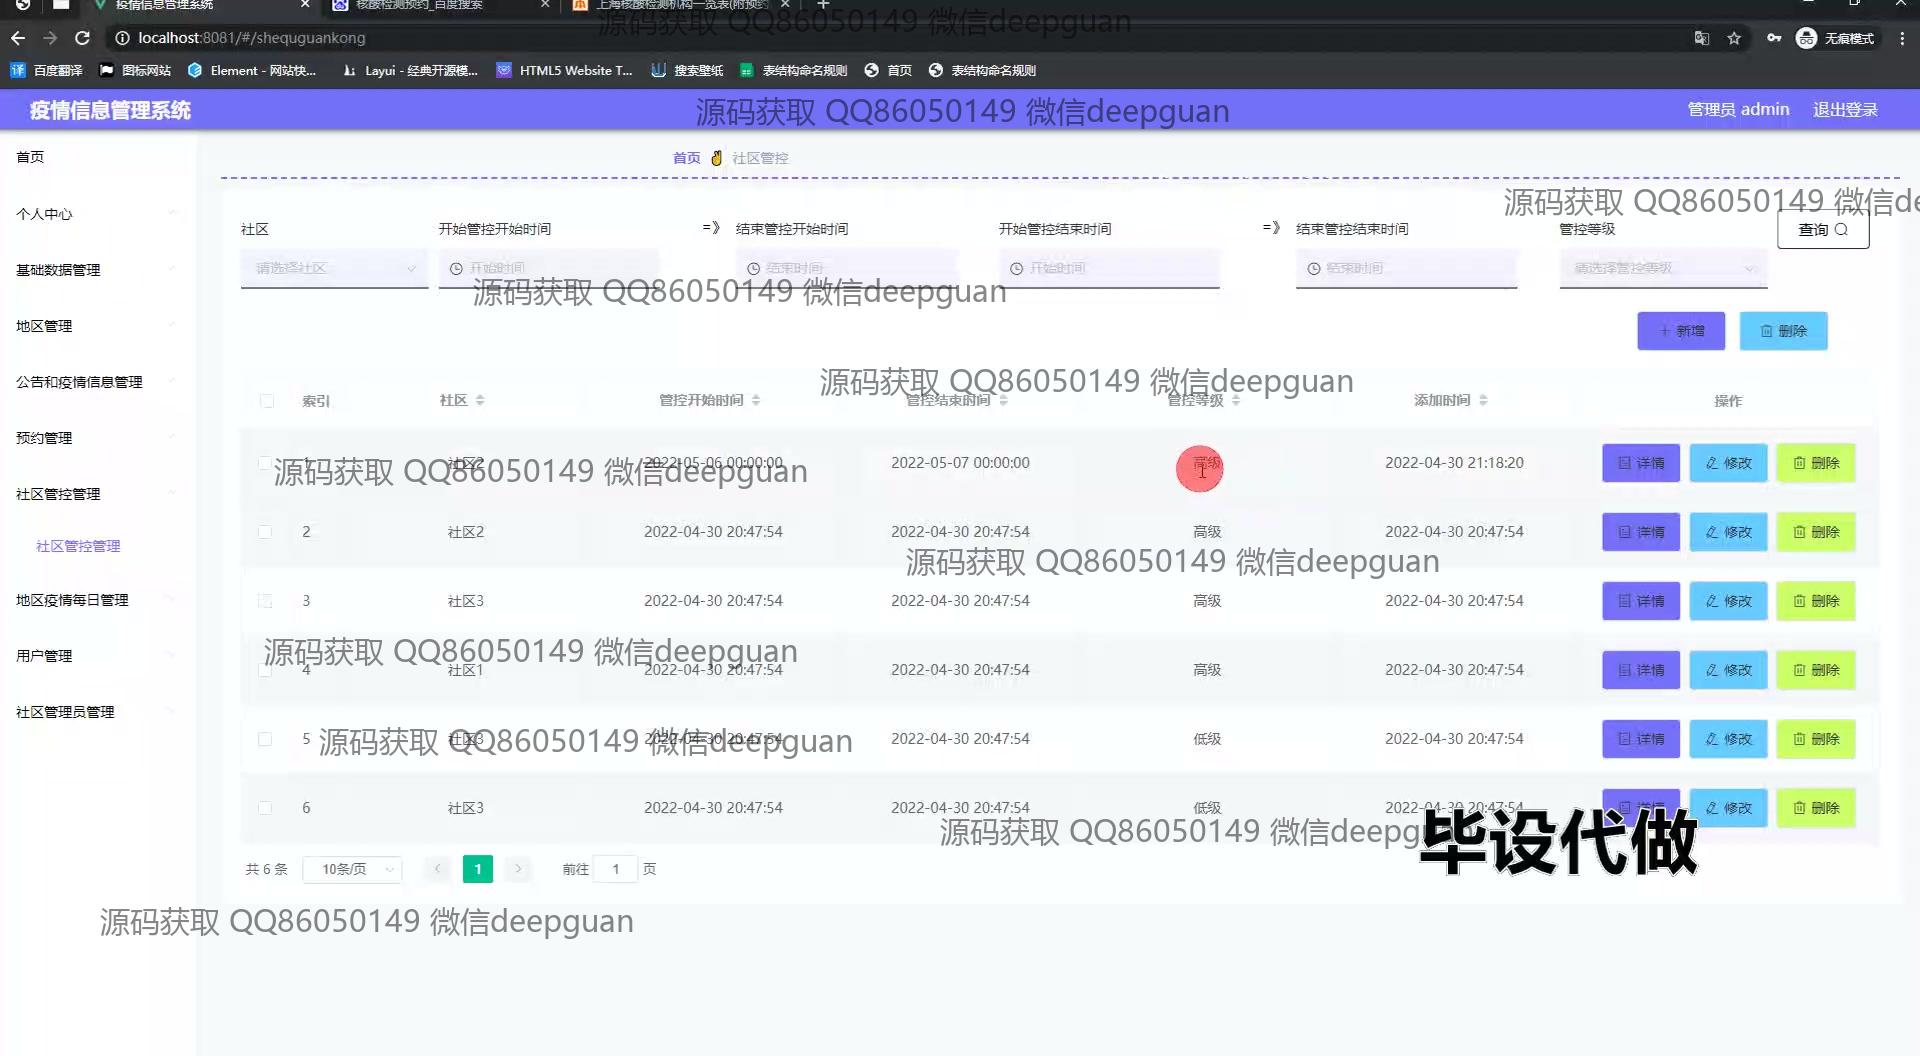 疫情信息管理系统
核酸检测预约_百度搜索
上海核酸检测机构一览表(附预约
源码获取 QQ86050149 微信deepguan
localhost:8081/#/shequguankong
无痕模式
百度翻译
图标网站
Element - 网站快...
Layui - 经典开源模...
HTML5 Website T...
搜索壁纸
表结构命名规则
首页
表结构命名规则
疫情信息管理系统
源码获取 QQ86050149 微信deepguan
管理员 admin
退出登录
首页
个人中心
基础数据管理
地区管理
公告和疫情信息管理
预约管理
社区管控管理
社区管控管理
地区疫情每日管理
用户管理
社区管理员管理
首页 ✌ 社区管控
源码获取 QQ86050149 微信de
社区 开始管控开始时间 =》 结束管控开始时间 开始管控结束时间 =》 结束管控结束时间 管控等级 查询
请选择社区 开始时间 结束时间 开始时间 结束时间 请选择管控等级
源码获取 QQ86050149 微信deepguan
+ 新增 删除
源码获取 QQ86050149 微信deepguan
索引 社区 管控开始时间 管控结束时间 管控等级 添加时间 操作
1 社区2 2022-05-06 00:00:00 2022-05-07 00:00:00 高级 2022-04-30 21:18:20 详情 修改 删除
源码获取 QQ86050149 微信deepguan
2 社区2 2022-04-30 20:47:54 2022-04-30 20:47:54 高级 2022-04-30 20:47:54 详情 修改 删除
源码获取 QQ86050149 微信deepguan
3 社区3 2022-04-30 20:47:54 2022-04-30 20:47:54 高级 2022-04-30 20:47:54 详情 修改 删除
源码获取 QQ86050149 微信deepguan
4 社区1 2022-04-30 20:47:54 2022-04-30 20:47:54 高级 2022-04-30 20:47:54 详情 修改 删除
5 社区3 2022-04-30 20:47:54 2022-04-30 20:47:54 低级 2022-04-30 20:47:54 详情 修改 删除
源码获取 QQ86050149 微信deepguan
6 社区3 2022-04-30 20:47:54 2022-04-30 20:47:54 低级 2022-04-30 20:47:54 详情 修改 删除
源码获取 QQ86050149 微信deepgu
毕设代做
共 6 条 10条/页 1 前往 1 页
源码获取 QQ86050149 微信deepguan